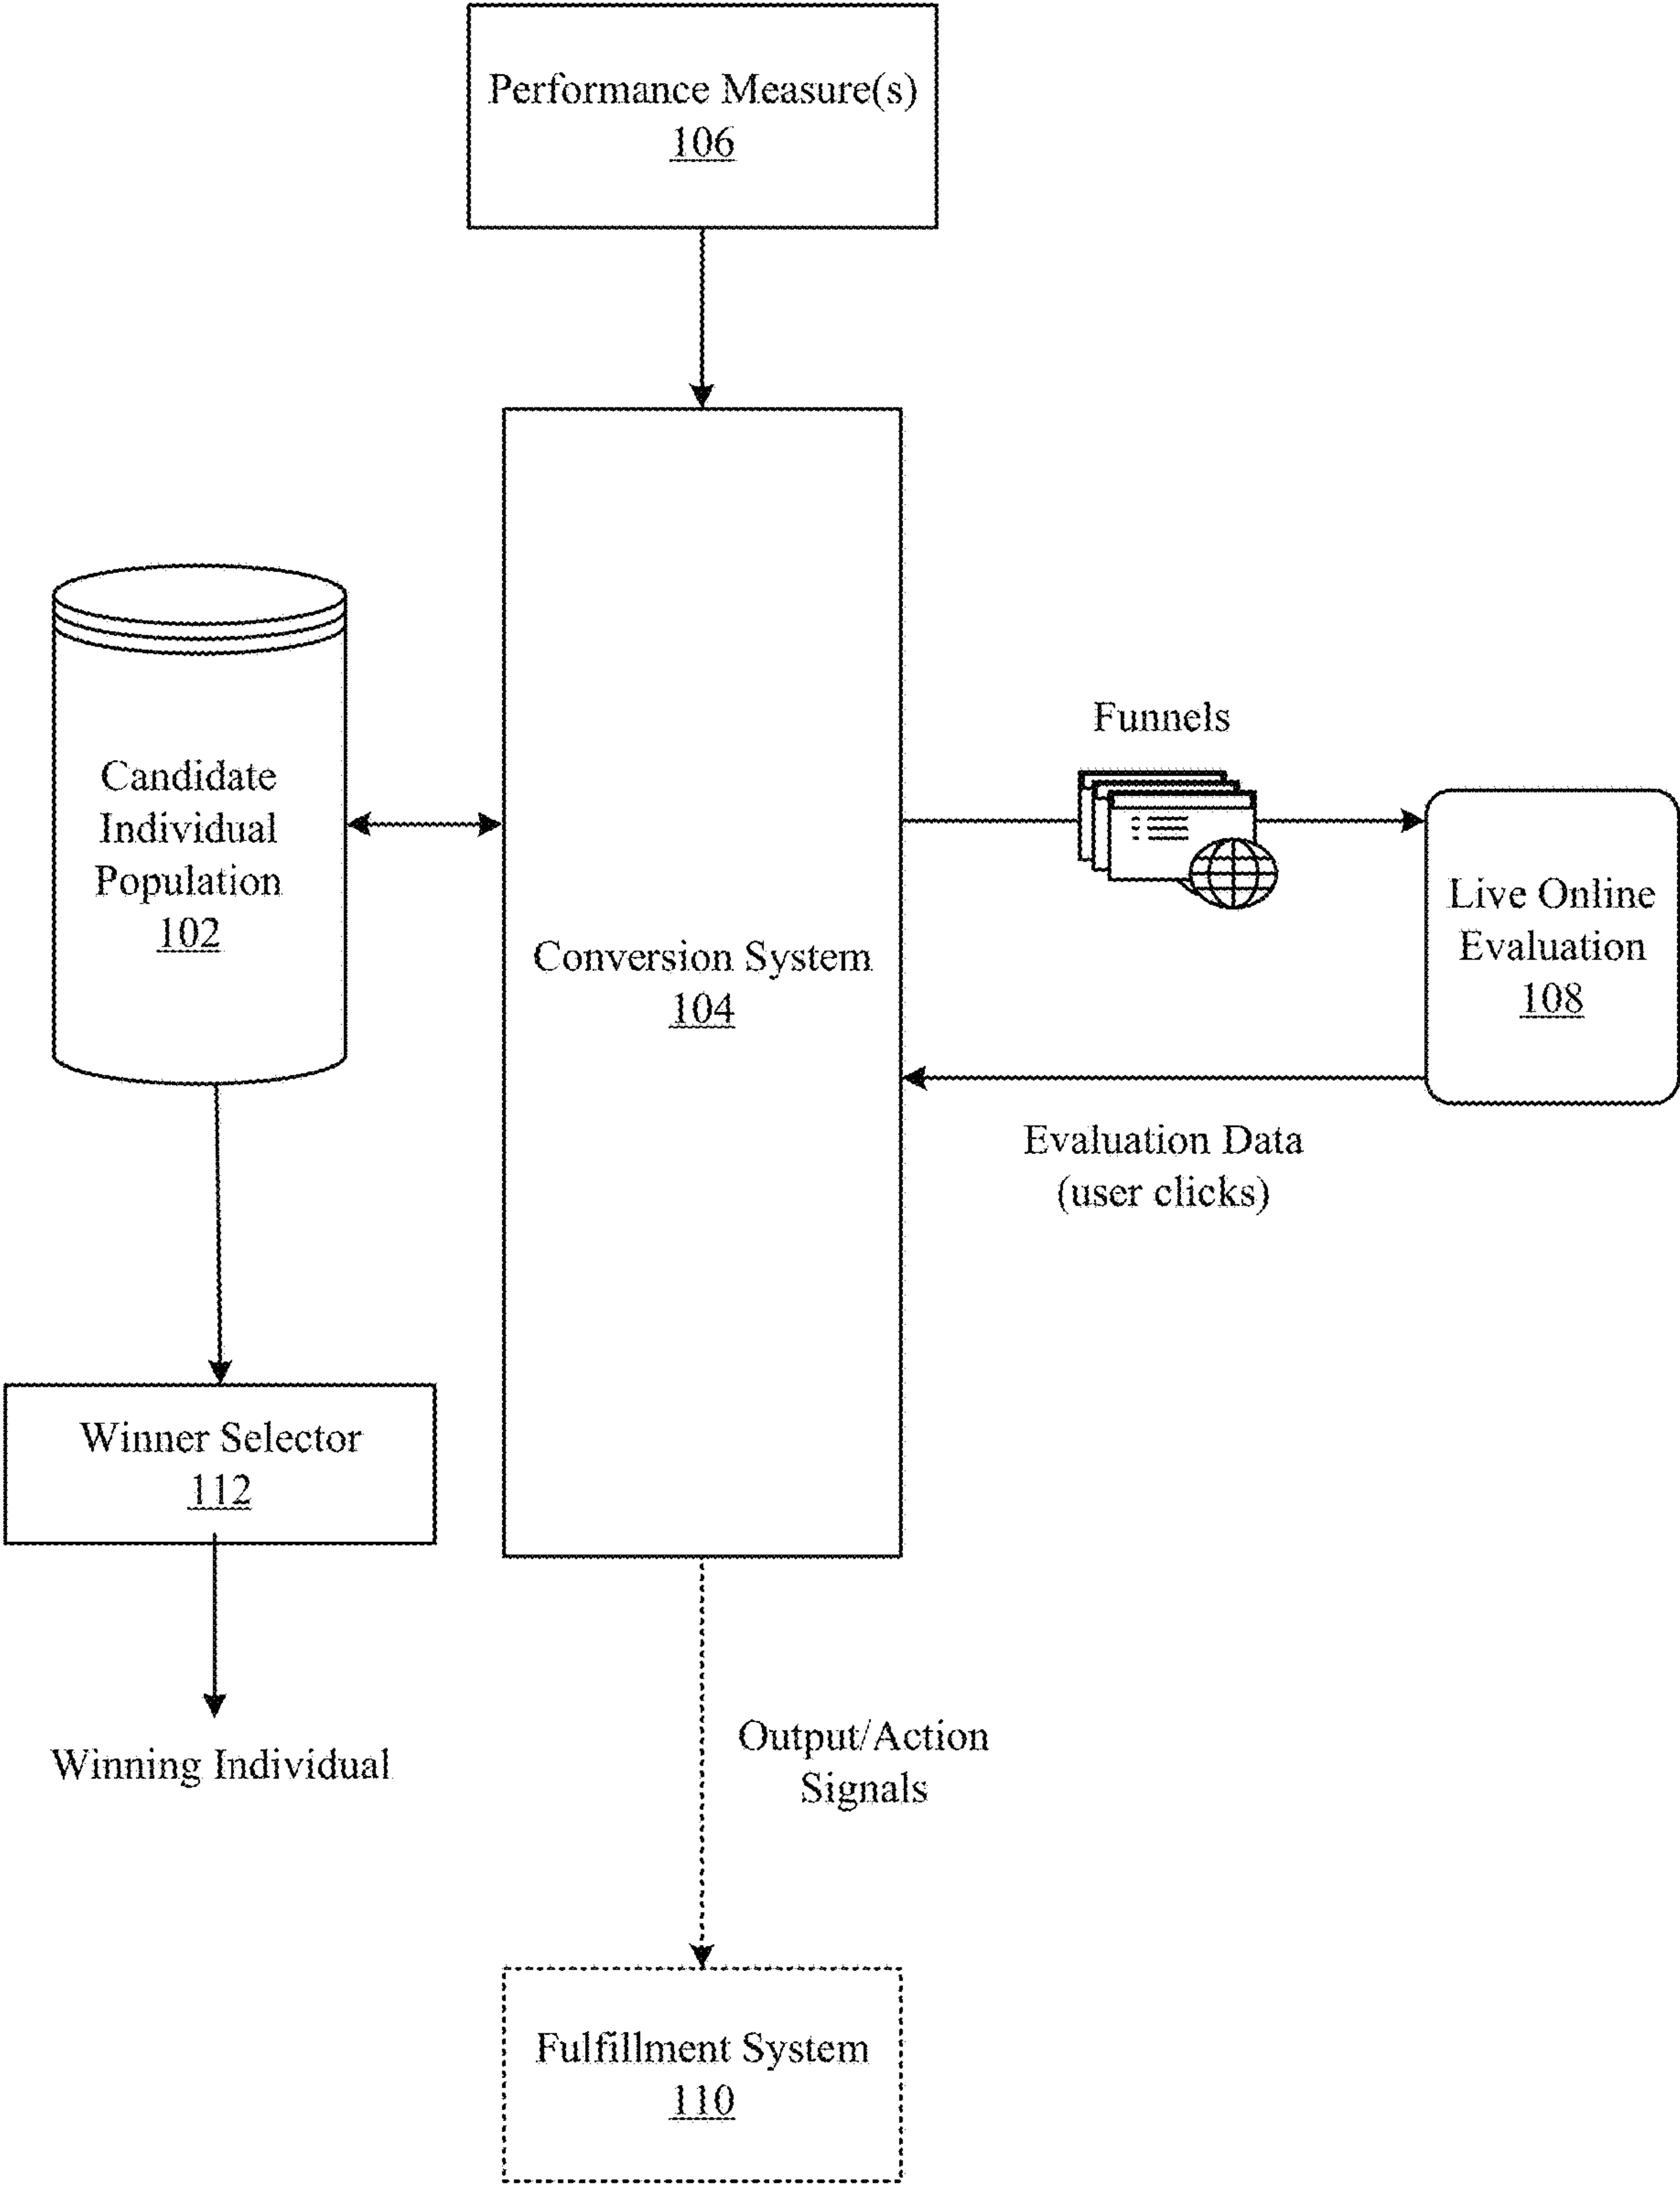 Performance Measure(s)
106
Funnels
Candidate
Individual
Population
102
Conversion System
104
Live Online
Evaluation
108
Evaluation Data
(user clicks)
Winner Selector
112
Winning Individual
Output/Action
Signals
Fulfillment System
110